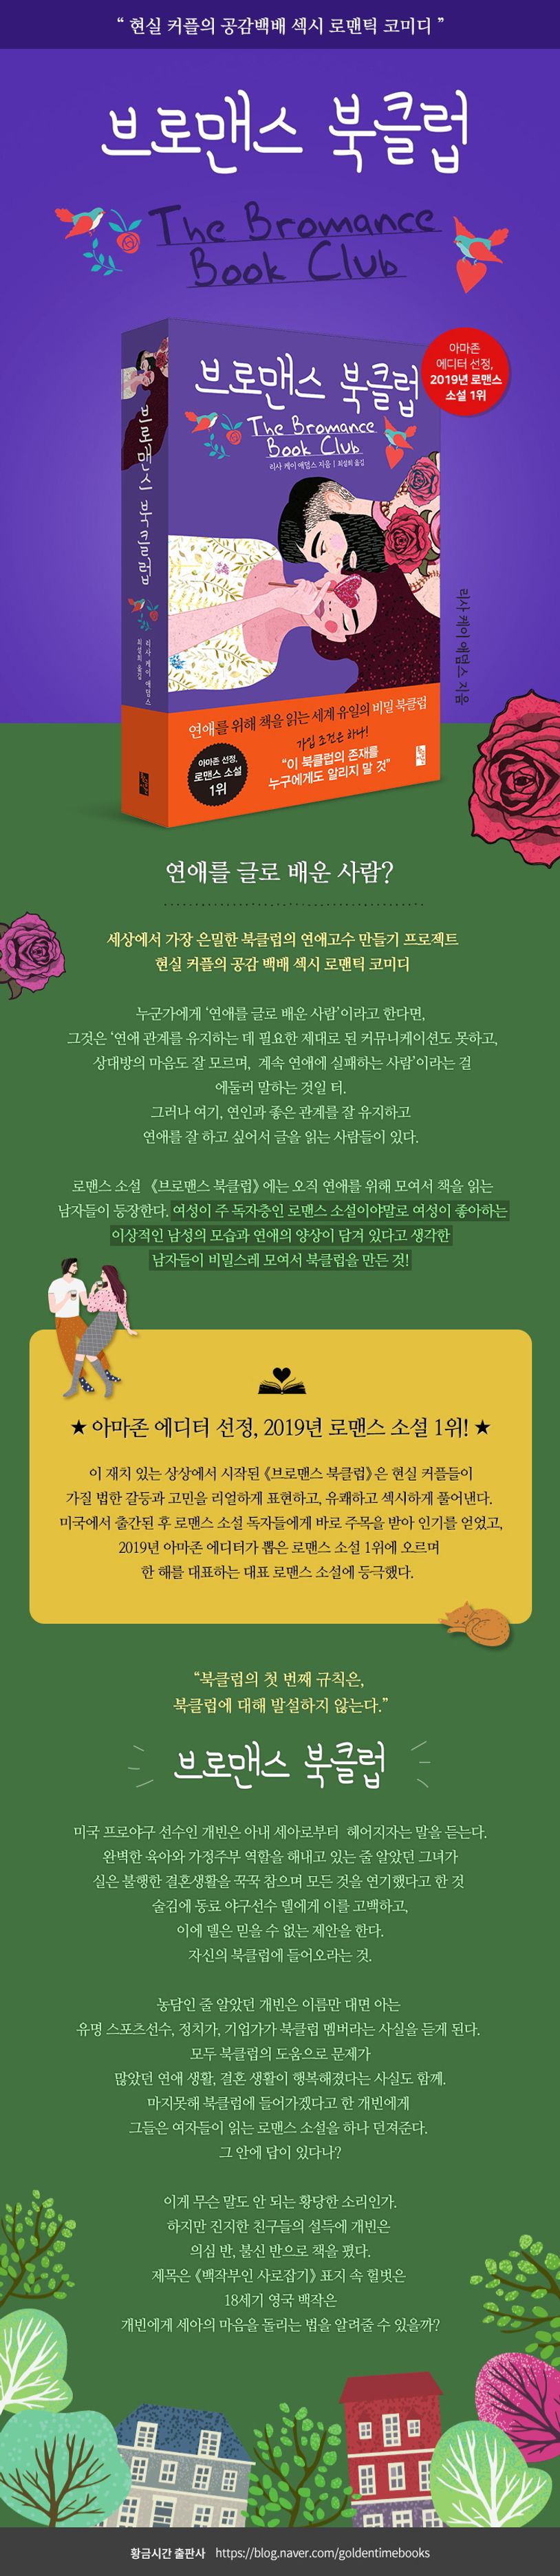 “ 현실 커플의 공감백배 섹시 로맨틱 코미디 ”
브로맨스 북클럽
The Bromance
Book Club
아마존
에디터 선정,
2019년 로맨스
소설 1위
브로맨스 북클럽
The Bromance
Book Club
리사 케이 애덤스 지음 | 최설희 옮김
브로맨스 북클럽
리사 케이 애덤스
최설희 옮김
리사 케이 애덤스 지음
연애를 위해 책을 읽는 세계 유일의 비밀 북클럽
가입 조건은 하나!
“이 북클럽의 존재를
누구에게도 알리지 말 것”
아마존 선정,
로맨스 소설
1위
연애를 글로 배운 사람?
세상에서 가장 은밀한 북클럽의 연애고수 만들기 프로젝트
현실 커플의 공감 백배 섹시 로맨틱 코미디
누군가에게 ‘연애를 글로 배운 사람’이라고 한다면,
그것은 ‘연애 관계를 유지하는 데 필요한 제대로 된 커뮤니케이션도 못하고,
상대방의 마음도 잘 모르며, 계속 연애에 실패하는 사람’이라는 걸
에둘러 말하는 것일 터.
그러나 여기, 연인과 좋은 관계를 잘 유지하고
연애를 잘 하고 싶어서 글을 읽는 사람들이 있다.
로맨스 소설 《브로맨스 북클럽》에는 오직 연애를 위해 모여서 책을 읽는
남자들이 등장한다. 여성이 주 독자층인 로맨스 소설이야말로 여성이 좋아하는
이상적인 남성의 모습과 연애의 양상이 담겨 있다고 생각한
남자들이 비밀스레 모여서 북클럽을 만든 것!
★ 아마존 에디터 선정, 2019년 로맨스 소설 1위! ★
이 재치 있는 상상에서 시작된 《브로맨스 북클럽》은 현실 커플들이
가질 법한 갈등과 고민을 리얼하게 표현하고, 유쾌하고 섹시하게 풀어낸다.
미국에서 출간된 후 로맨스 소설 독자들에게 바로 주목을 받아 인기를 얻었고,
2019년 아마존 에디터가 뽑은 로맨스 소설 1위에 오르며
한 해를 대표하는 대표 로맨스 소설에 등극했다.
“북클럽의 첫 번째 규칙은,
북클럽에 대해 발설하지 않는다.”
브로맨스 북클럽
미국 프로야구 선수인 개빈은 아내 세아로부터 헤어지자는 말을 듣는다.
완벽한 육아와 가정주부 역할을 해내고 있는 줄 알았던 그녀가
실은 불행한 결혼생활을 꾹꾹 참으며 모든 것을 연기했다고 한 것
술김에 동료 야구선수 델에게 이를 고백하고,
이에 델은 믿을 수 없는 제안을 한다.
자신의 북클럽에 들어오라는 것.
농담인 줄 알았던 개빈은 이름만 대면 아는
유명 스포츠선수, 정치가, 기업가가 북클럽 멤버라는 사실을 듣게 된다.
모두 북클럽의 도움으로 문제가
많았던 연애 생활, 결혼 생활이 행복해졌다는 사실도 함께.
마지못해 북클럽에 들어가겠다고 한 개빈에게
그들은 여자들이 읽는 로맨스 소설을 하나 던져준다.
그 안에 답이 있다나?
이게 무슨 말도 안 되는 황당한 소리인가.
하지만 진지한 친구들의 설득에 개빈은
의심 반, 불신 반으로 책을 폈다.
제목은 《백작부인 사로잡기》 표지 속 헐벗은
18세기 영국 백작은
개빈에게 세아의 마음을 돌리는 법을 알려줄 수 있을까?
황금시간 출판사 https://blog.naver.com/goldentimebooks